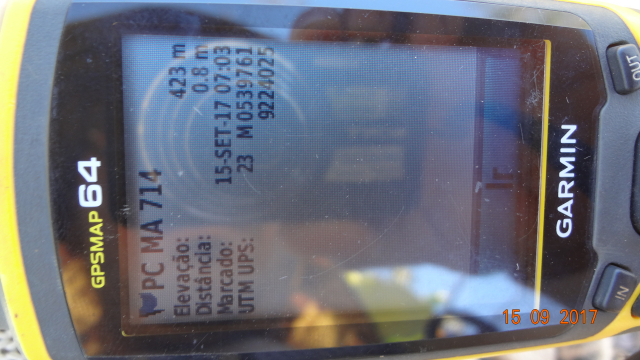 GPSMAP 64
PC MA 714
Elevação: 423 m
Distância: 0.8 m
Marcado: 15-SET-17 07:03
UTM UPS: 23 M 0539761
9224025
Ir
GARMIN
IN
OUT
15 09 2017